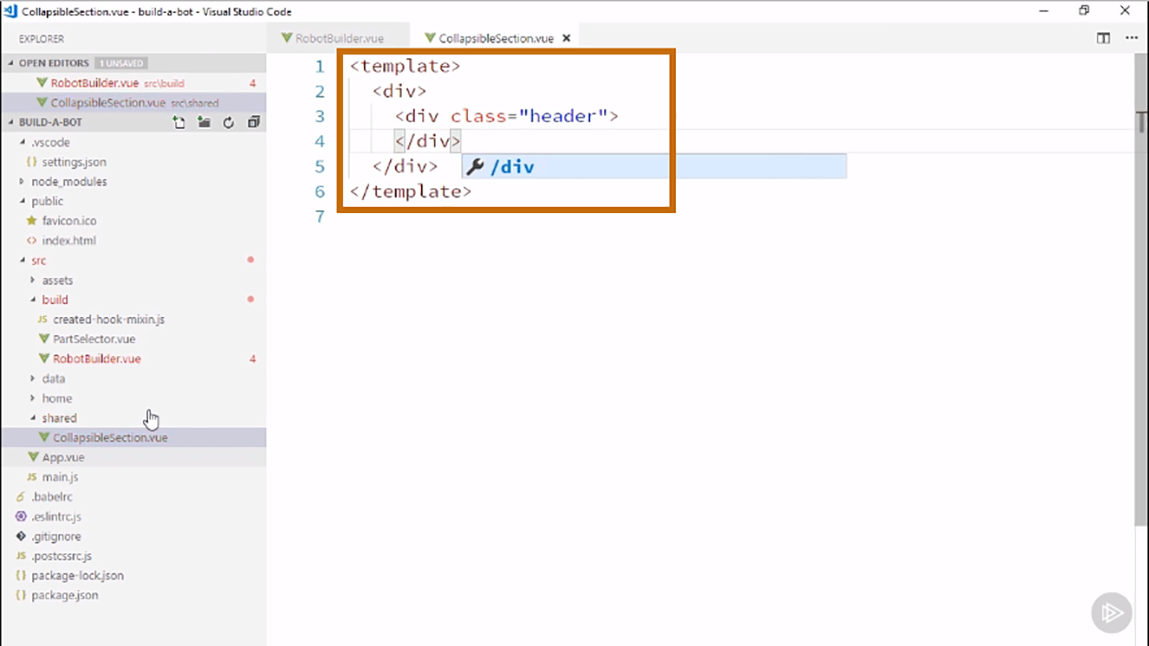 CollapsibleSection.vue - build-a-bot - Visual Studio Code
EXPLORER
OPEN EDITORS 1 UNSAVED
RobotBuilder.vue src\build 4
CollapsibleSection.vue src\shared
BUILD-A-BOT
.vscode
{} settings.json
node_modules
public
favicon.ico
<> index.html
src
assets
build
JS created-hook-mixin.js
PartSelector.vue
RobotBuilder.vue 4
data
home
shared
CollapsibleSection.vue
App.vue
JS main.js
.babelrc
.eslintrc.js
.gitignore
JS .postcssrc.js
{} package-lock.json
{} package.json
RobotBuilder.vue CollapsibleSection.vue
1 <template>
2 <div>
3 <div class="header">
4 </div>
5 </div> /div
6 </template>
7